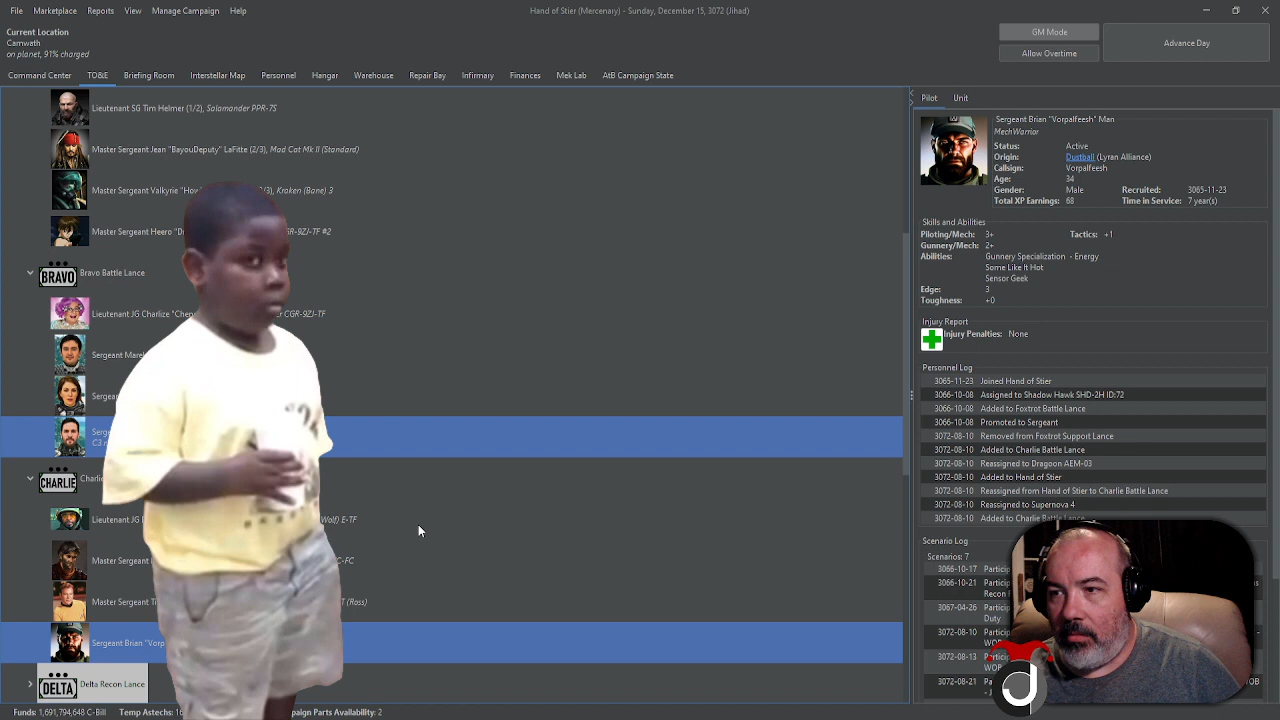 File Marketplace Reports View Manage Campaign Help
Hand of Stier (Mercenary) - Sunday, December 15, 3072 (Jihad)
Current Location
Carnwath
on planet, 91% charged
GM Mode
Allow Overtime
Advance Day
Command Center TO&E Briefing Room Interstellar Map Personnel Hangar Warehouse Repair Bay Infirmary Finances Mek Lab AtB Campaign State
Lieutenant SG Tim Helmer (1/2), Salamander PPR-7S
Master Sergeant Jean "BayouDeputy" LaFitte (2/3), Mad Cat Mk II (Standard)
Master Sergeant Valkyrie "How 2/3), Kraken (Bane) 3
Master Sergeant Heero "Dr GR-9ZJ-TF #2
BRAVO Bravo Battle Lance
Lieutenant JG Charlize "Cheng r CGR-9ZJ-TF
Sergeant Marek
Serge
Serge
C3 n
CHARLIE Charlie
Lieutenant JG Wolf) E-TF
Master Sergeant C-FC
Master Sergeant T (Ross)
Sergeant Brian "Vorp
DELTA Delta Recon Lance
Funds: 1,691,794,648 C-Bill Temp Astechs: 16 paign Parts Availability: 2
Pilot Unit
Sergeant Brian "Vorpalfeesh" Man
MechWarrior
Status: Active
Origin: Dustball (Lyran Alliance)
Callsign: Vorpalfeesh
Age: 34
Gender: Male Recruited: 3065-11-23
Total XP Earnings: 68 Time in Service: 7 year(s)
Skills and Abilities
Piloting/Mech: 3+ Tactics: +1
Gunnery/Mech: 2+
Abilities: Gunnery Specialization - Energy
Some Like It Hot
Sensor Geek
Edge: 3
Toughness: +0
Injury Report
Injury Penalties: None
Personnel Log
3065-11-23 Joined Hand of Stier
3066-10-08 Assigned to Shadow Hawk SHD-2H ID:72
3066-10-08 Added to Foxtrot Battle Lance
3066-10-08 Promoted to Sergeant
3072-08-10 Removed from Foxtrot Support Lance
3072-08-10 Added to Charlie Battle Lance
3072-08-10 Reassigned to Dragoon AEM-03
3072-08-10 Added to Hand of Stier
3072-08-10 Reassigned from Hand of Stier to Charlie Battle Lance
3072-08-10 Reassigned to Supernova 4
3072-08-10 Added to Charlie Battle Lance
Scenario Log
Scenarios: 7
3066-10-17 Partici
3066-10-21 Partici
Recon R
3067-04-26 Partici
Duty
3072-08-10 Partici
WOB
3072-08-13 Partic
WOB
3072-08-21 Partic
- J